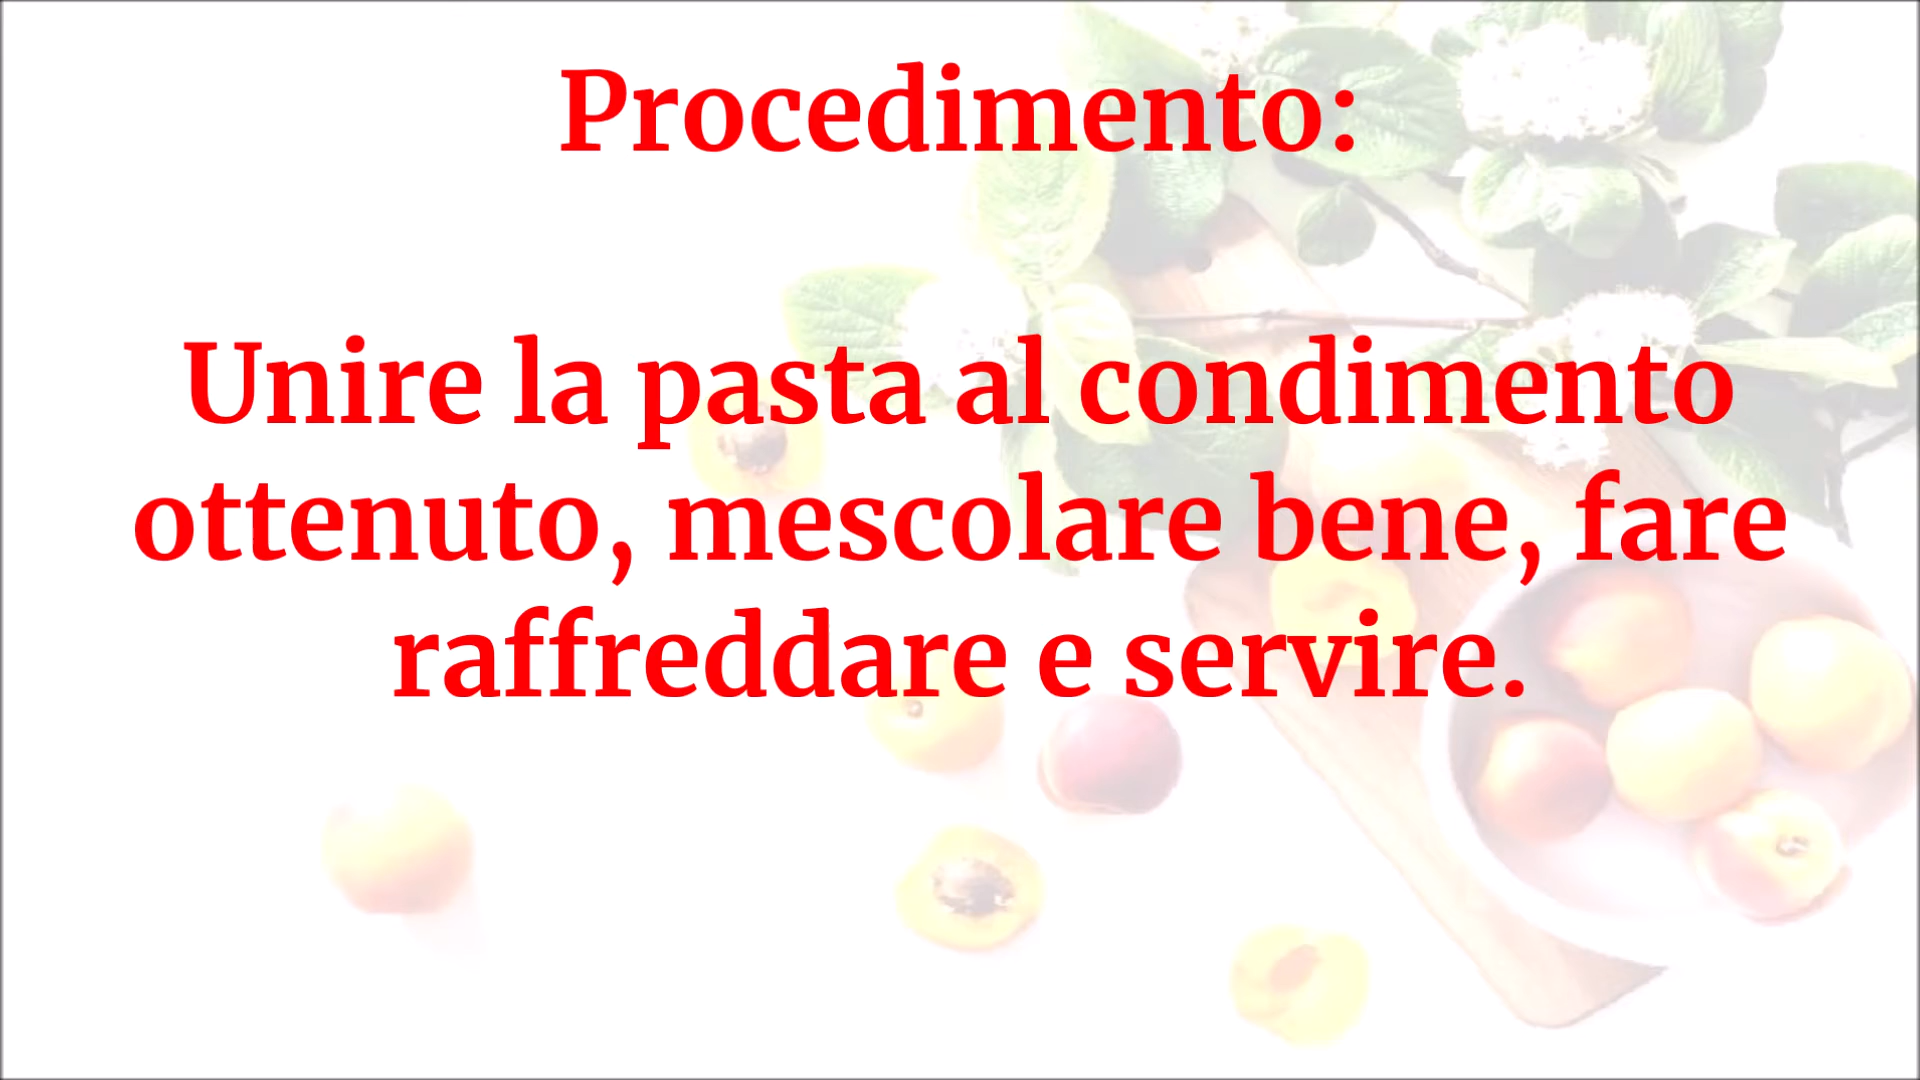 Procedimento:
Unire la pasta al condimento
ottenuto, mescolare bene, fare
raffreddare e servire.